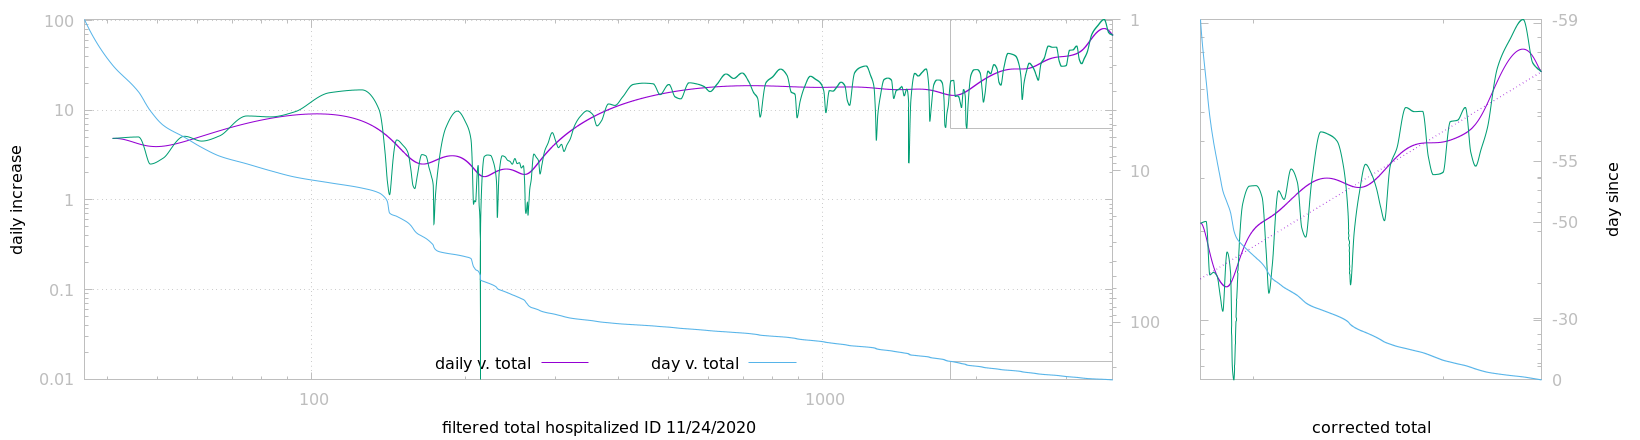 100
10
1
0.1
0.01
daily increase
1
10
100
daily v. total
day v. total
100
1000
filtered total hospitalized ID 11/24/2020
-59
-55
-50
-30
0
day since
corrected total